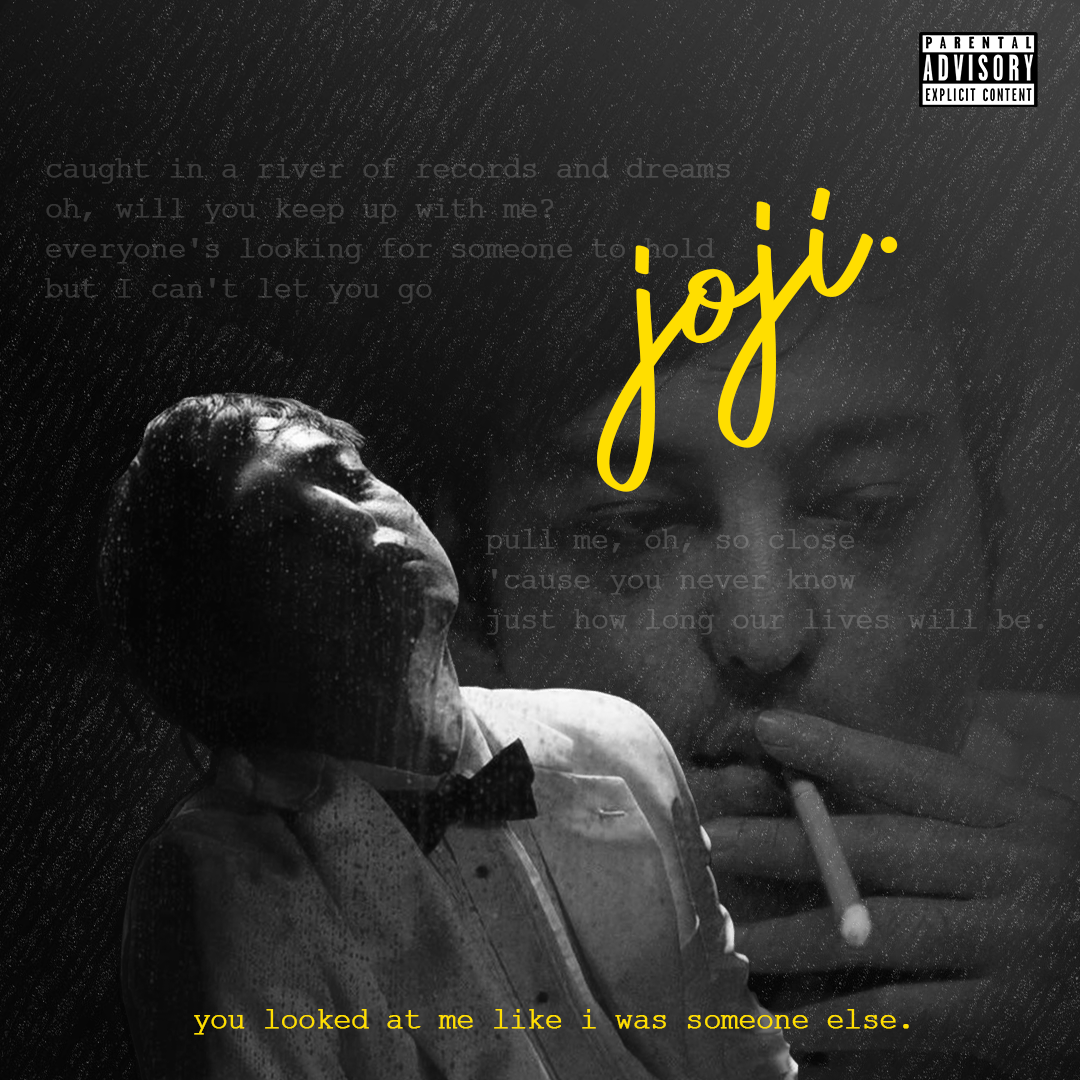 PARENTAL
ADVISORY
EXPLICIT CONTENT
caught in a river of records and dreams
oh, will you keep up with me?
everyone's looking for someone to hold
but I can't let you go
joji.
pull me, oh, so close
'cause you never know
just how long our lives will be.
you looked at me like i was someone else.